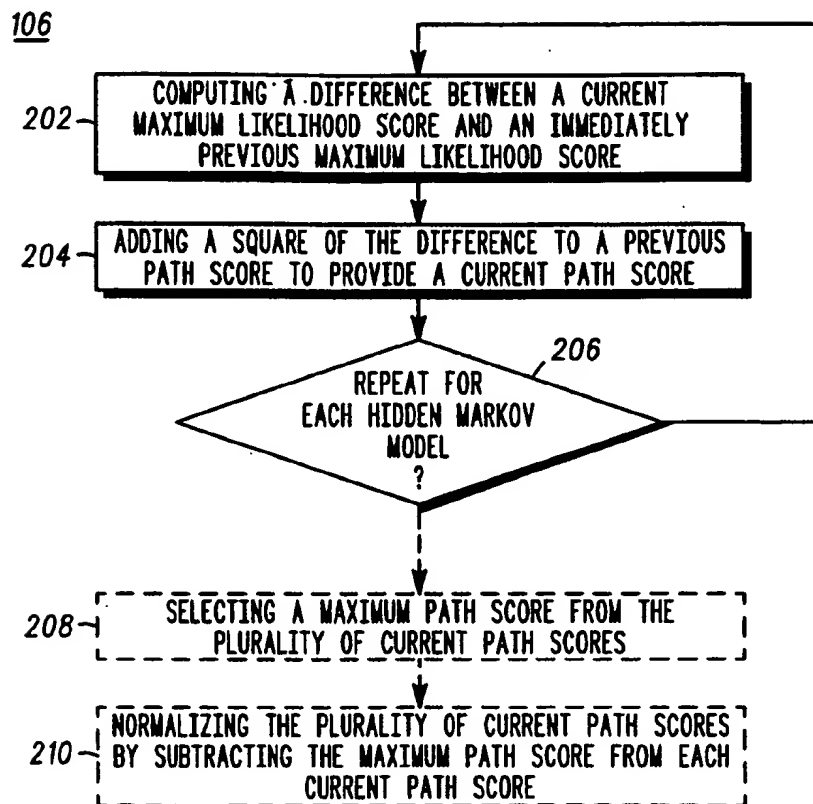 106
202
COMPUTING A DIFFERENCE BETWEEN A CURRENT
MAXIMUM LIKELIHOOD SCORE AND AN IMMEDIATELY
PREVIOUS MAXIMUM LIKELIHOOD SCORE
204
ADDING A SQUARE OF THE DIFFERENCE TO A PREVIOUS
PATH SCORE TO PROVIDE A CURRENT PATH SCORE
206
REPEAT FOR
EACH HIDDEN MARKOV
MODEL
?
208
SELECTING A MAXIMUM PATH SCORE FROM THE
PLURALITY OF CURRENT PATH SCORES
210
NORMALIZING THE PLURALITY OF CURRENT PATH SCORES
BY SUBTRACTING THE MAXIMUM PATH SCORE FROM EACH
CURRENT PATH SCORE